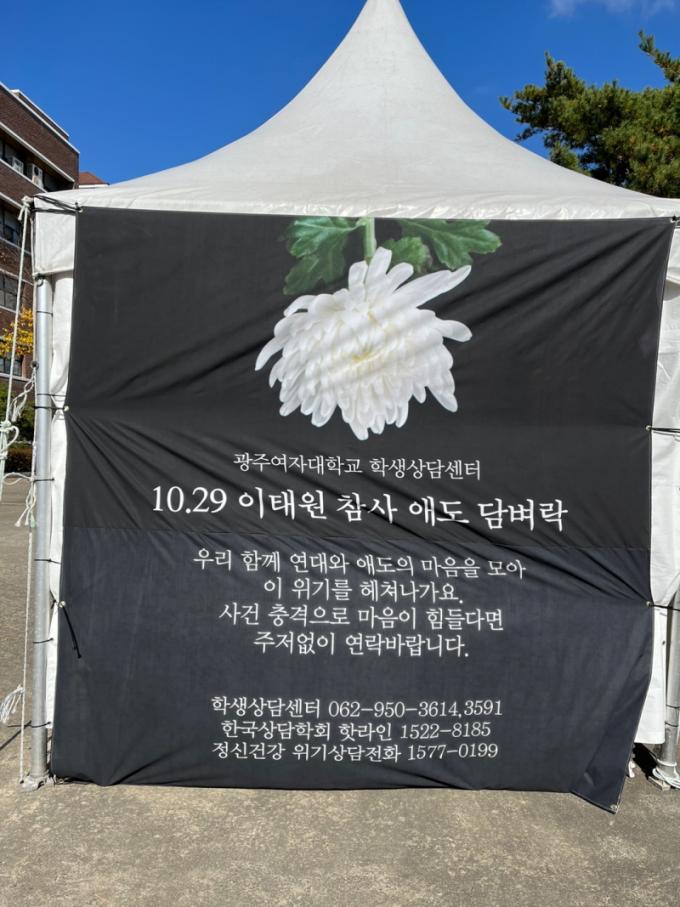 광주여자대학교 학생상담센터
10.29 이태원 참사 애도 담벼락
우리 함께 연대와 애도의 마음을 모아
이 위기를 헤쳐나가요.
사건 충격으로 마음이 힘들다면
주저없이 연락바랍니다.
학생상담센터 062-950-3614,3591
한국상담학회 핫라인 1522-8185
정신건강 위기상담전화 1577-0199